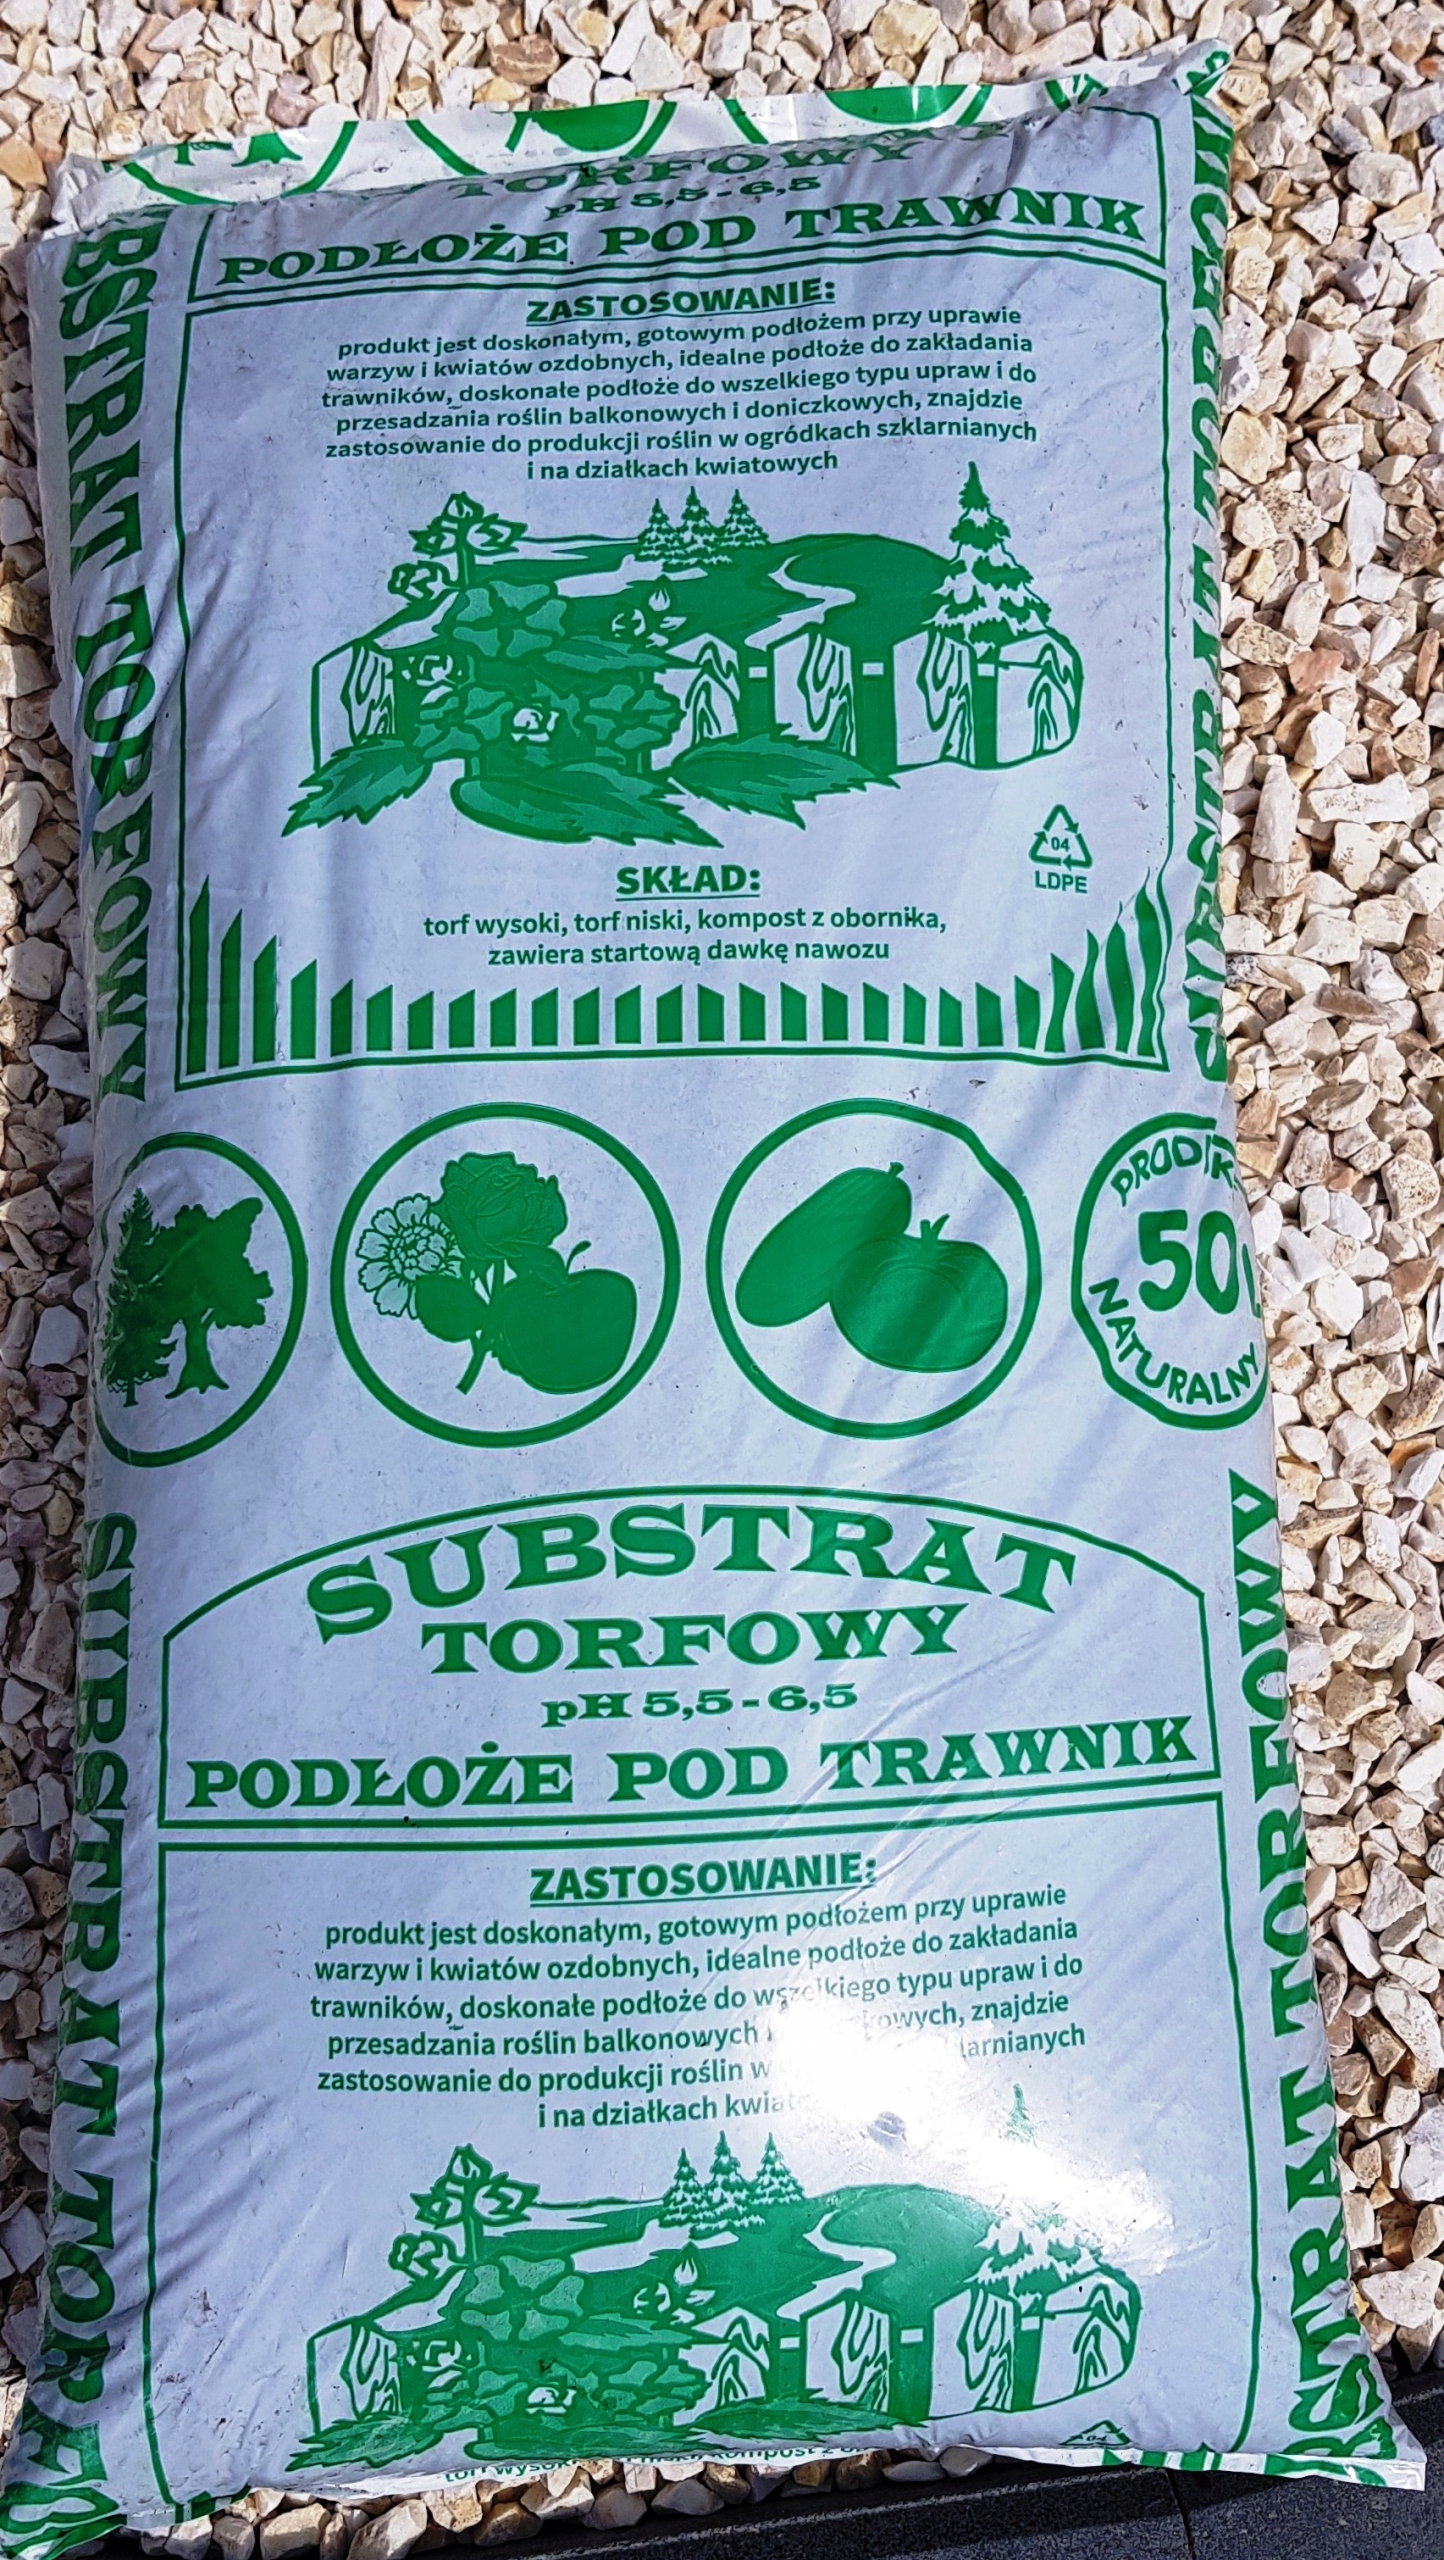 TORFOWY
pH 5,5-6,5
PODŁOŻE POD TRAWNIK
ZASTOSOWANIE:
produkt jest doskonałym, gotowym podłożem przy uprawie
warzyw i kwiatów ozdobnych, idealne podłoże do zakładania
trawników, doskonałe podłoże do wszelkiego typu upraw i do
przesadzania roślin balkonowych i doniczkowych, znajdzie
zastosowanie do produkcji roślin w ogródkach szklarnianych
i na działkach kwiatowych
04
LDPE
SKŁAD:
torf wysoki, torf niski, kompost z obornika,
zawiera startową dawkę nawozu
TORFOWY
50
NATURALNY
SUBSTRAT
TORFOWY
pH 5,5-6,5
PODŁOŻE POD TRAWNIK
ZASTOSOWANIE:
produkt jest doskonałym, gotowym podłożem przy uprawie
warzyw i kwiatów ozdobnych, idealne podłoże do zakładania
trawników, doskonałe podłoże do wszelkiego typu upraw i do
przesadzania roślin balkonowych znajdzie
zastosowanie do produkcji roślin w
i na działkach
SUBSTRAT
TORFOWY